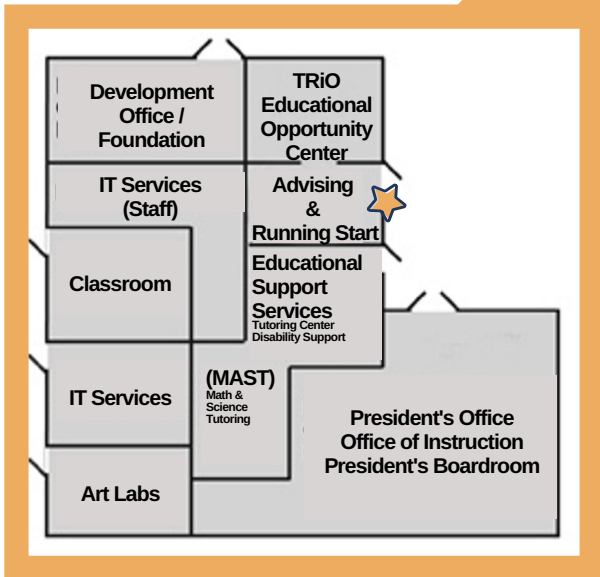 Development
Office /
Foundation
TRiO
Educational
Opportunity
Center
IT Services
(Staff)
Advising
&
Running Start
Classroom
Educational
Support
Services
Tutoring Center
Disability Support
IT Services
(MAST)
Math &
Science
Tutoring
President's Office
Office of Instruction
President's Boardroom
Art Labs